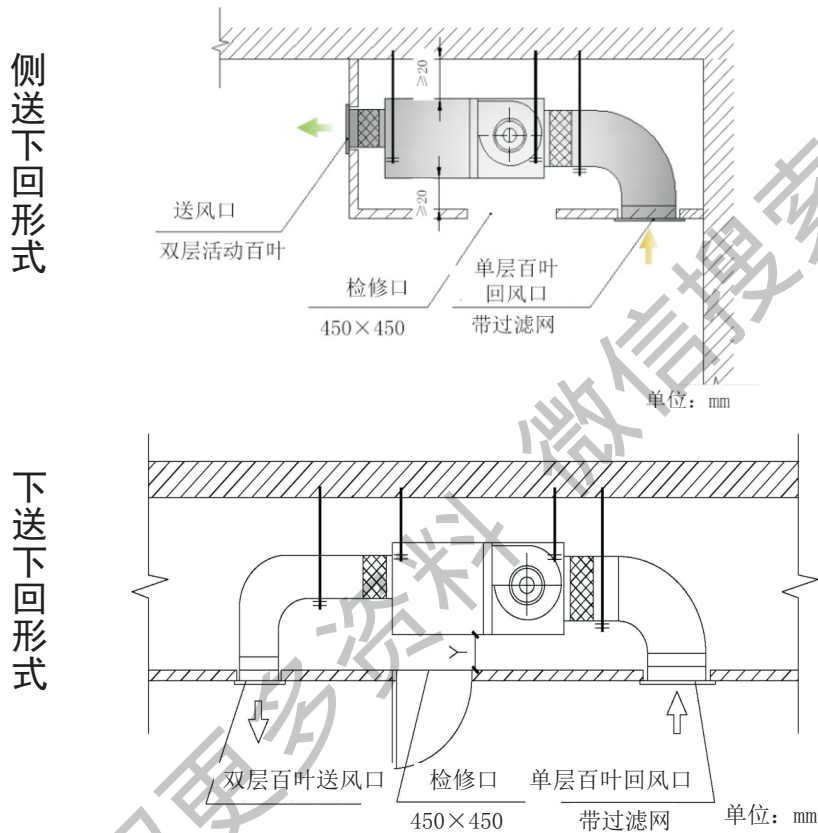 侧送下回形式
≥20
≥20
送风口
双层活动百叶
检修口
450×450
单层百叶
回风口
带过滤网
单位：mm
下送下回形式
Y
双层百叶送风口
检修口
450×450
单层百叶回风口
带过滤网
单位：mm
更多资料 微信搜索